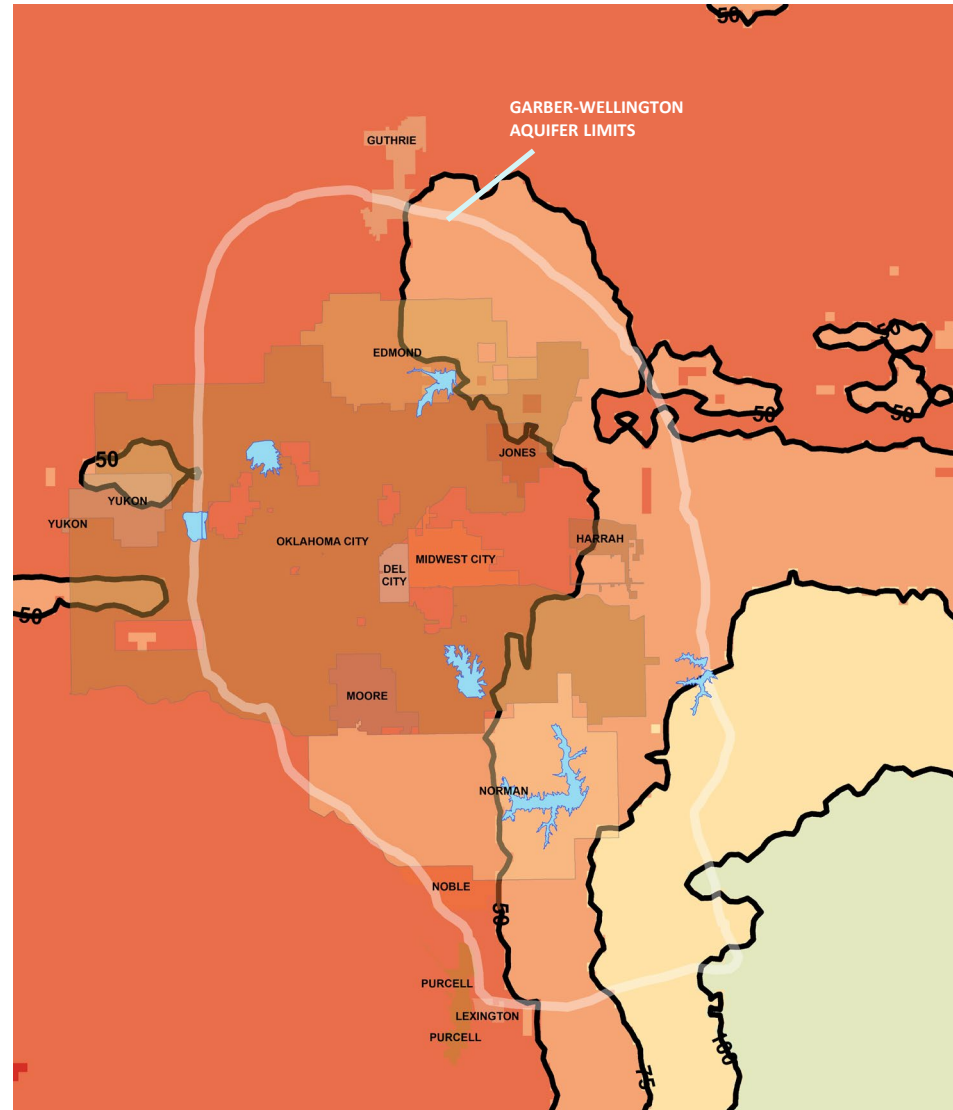 50
GARBER-WELLINGTON
AQUIFER LIMITS
GUTHRIE
50
EDMOND
50
50
JONES
50
YUKON
YUKON
OKLAHOMA CITY
HARRAH
MIDWEST CITY
DEL
CITY
50
MOORE
NORMAN
NOBLE
50
PURCELL
LEXINGTON
PURCELL
75
100